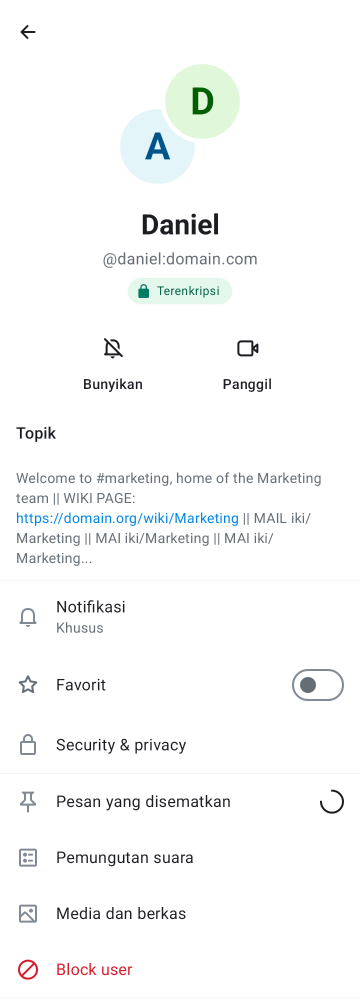 D
A
Daniel
@daniel:domain.com
Terenkripsi
Bunyikan
Panggil
Topik
Welcome to #marketing, home of the Marketing
team || WIKI PAGE:
https://domain.org/wiki/Marketing || MAIL iki/
Marketing || MAI iki/Marketing || MAI iki/
Marketing...
Notifikasi
Khusus
Favorit
Security & privacy
Pesan yang disematkan
Pemungutan suara
Media dan berkas
Block user